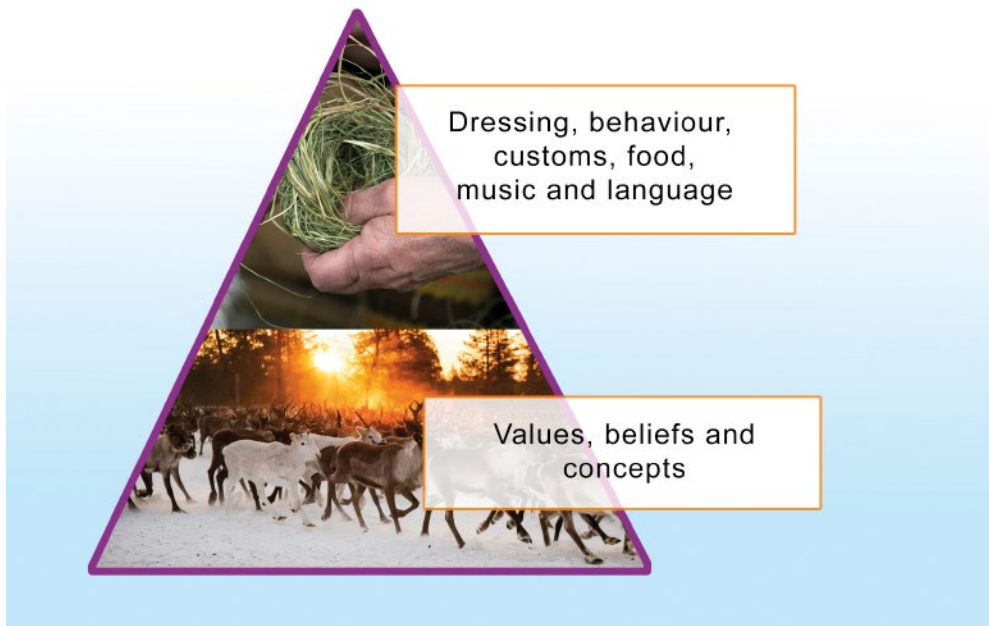 Dressing, behaviour,
customs, food,
music and language
Values, beliefs and
concepts